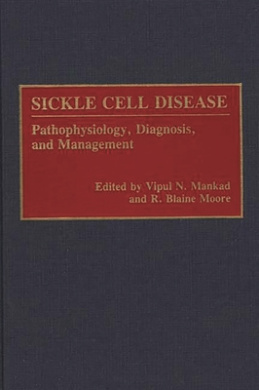 SICKLE CELL DISEASE
Pathophysiology, Diagnosis,
and Management
Edited by Vipul N. Mankad
and R. Blaine Moore